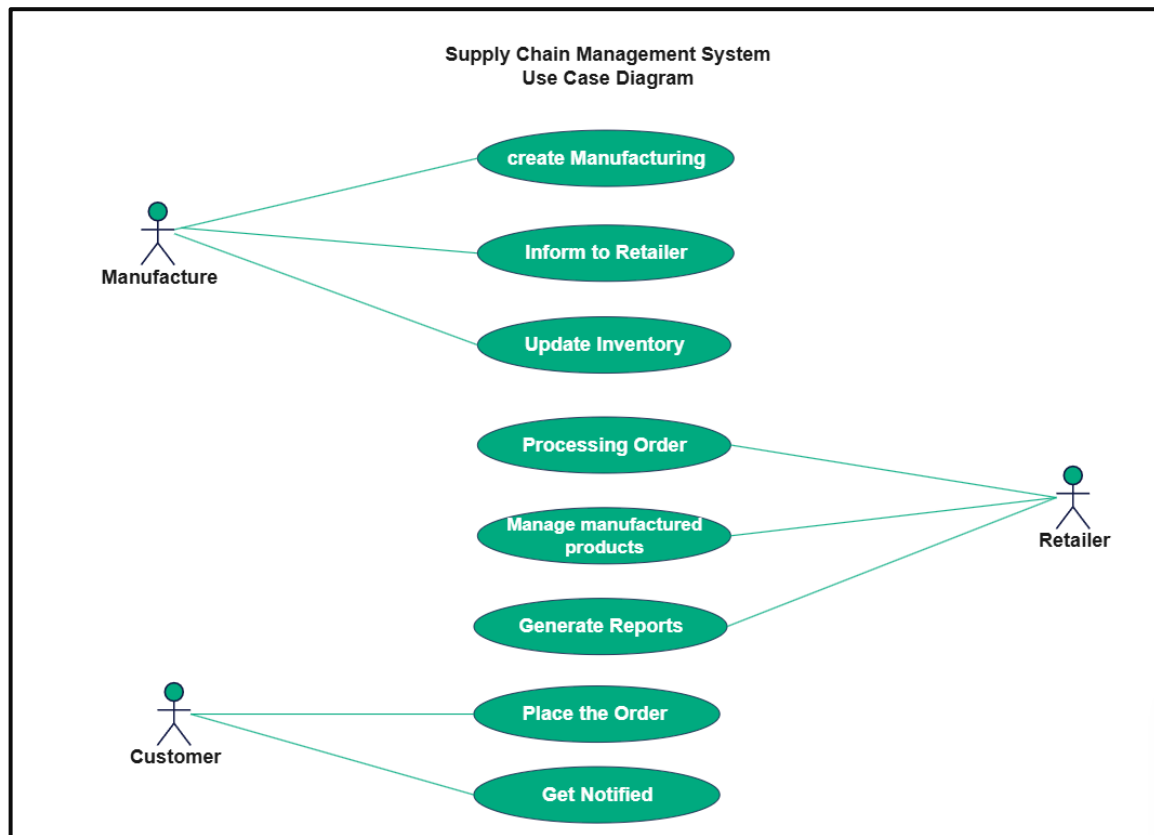 Supply Chain Management System
Use Case Diagram
create Manufacturing
Inform to Retailer
Manufacture
Update Inventory
Processing Order
Manage manufactured
products
Retailer
Generate Reports
Place the Order
Customer
Get Notified